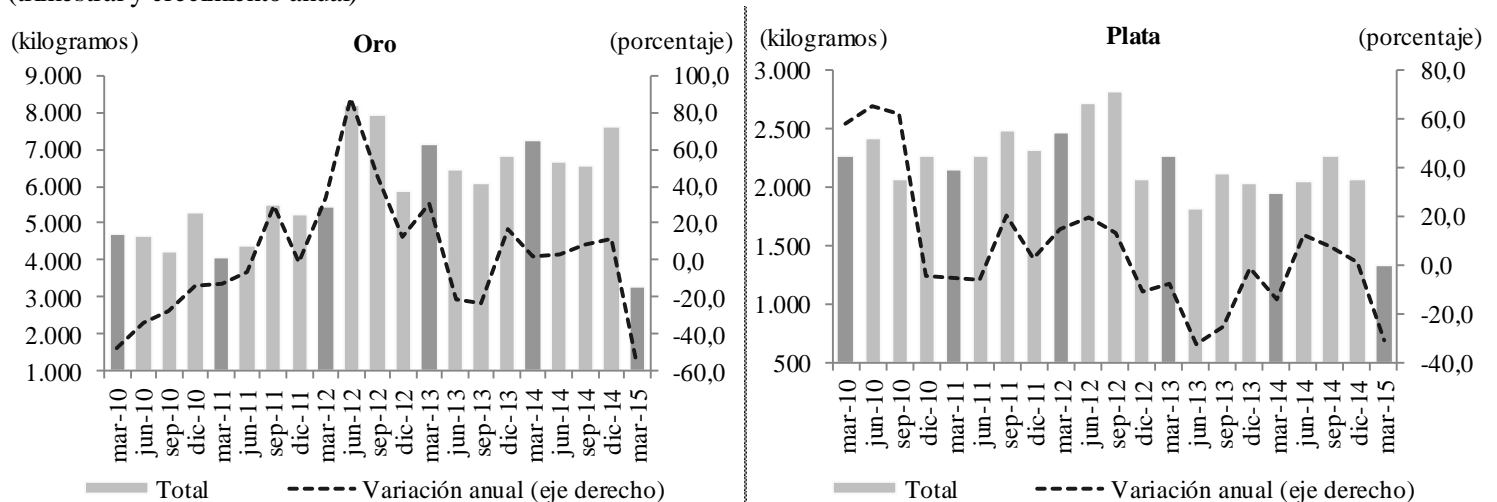 (trimestral y crecimiento anual)
(kilogramos) Oro (porcentaje)
9.000
8.000
7.000
6.000
5.000
4.000
3.000
2.000
1.000
100,0
80,0
60,0
40,0
20,0
0,0
-20,0
-40,0
-60,0
mar-10
jun-10
sep-10
dic-10
mar-11
jun-11
sep-11
dic-11
mar-12
jun-12
sep-12
dic-12
mar-13
jun-13
sep-13
dic-13
mar-14
jun-14
sep-14
dic-14
mar-15
Total Variación anual (eje derecho)
(kilogramos) Plata (porcentaje)
3.000
2.500
2.000
1.500
1.000
500
80,0
60,0
40,0
20,0
0,0
-20,0
-40,0
mar-10
jun-10
sep-10
dic-10
mar-11
jun-11
sep-11
dic-11
mar-12
jun-12
sep-12
dic-12
mar-13
jun-13
sep-13
dic-13
mar-14
jun-14
sep-14
dic-14
mar-15
Total Variación anual (eje derecho)